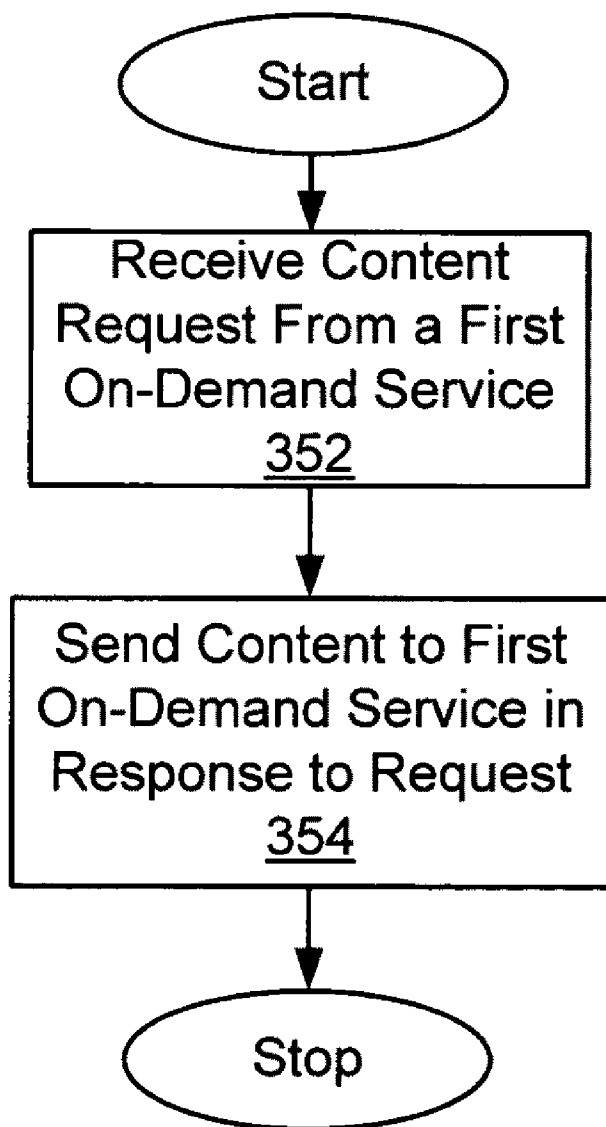 Start
Receive Content
Request From a First
On-Demand Service
352
Send Content to First
On-Demand Service in
Response to Request
354
Stop